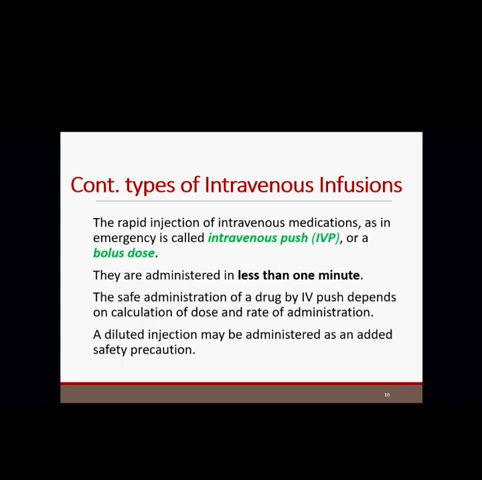 Cont. types of Intravenous Infusions
The rapid injection of intravenous medications, as in
emergency is called intravenous push (IVP), or a
bolus dose.
They are administered in less than one minute.
The safe administration of a drug by IV push depends
on calculation of dose and rate of administration.
A diluted injection may be administered as an added
safety precaution.